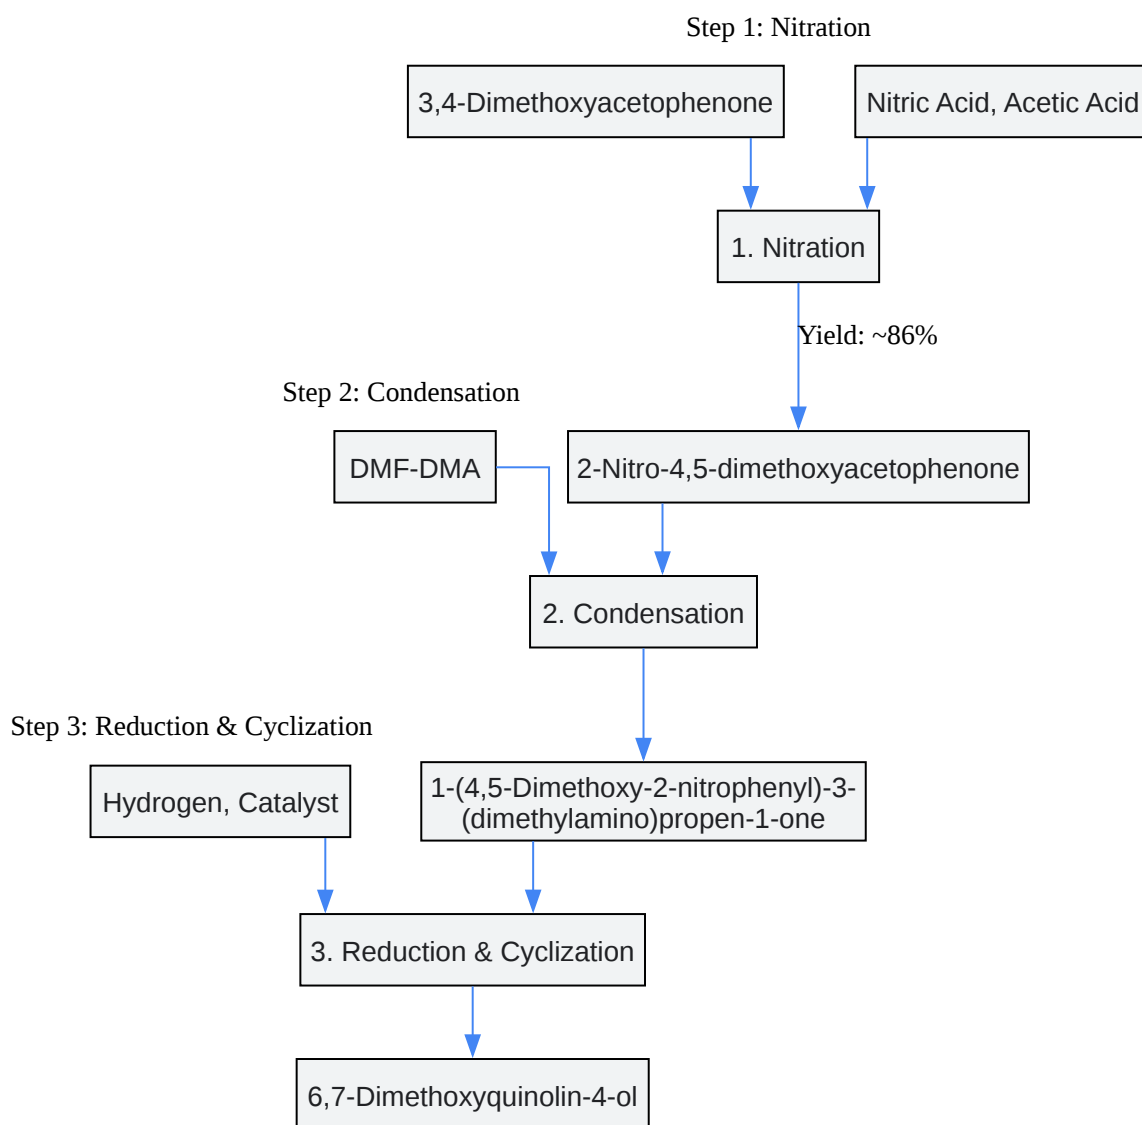 Step 1: Nitration
3,4-Dimethoxyacetophenone
Nitric Acid, Acetic Acid
1. Nitration
Yield: ~86%
Step 2: Condensation
DMF-DMA
2-Nitro-4,5-dimethoxyacetophenone
2. Condensation
Step 3: Reduction & Cyclization
Hydrogen, Catalyst
1-(4,5-Dimethoxy-2-nitrophenyl)-3-
(dimethylamino)propen-1-one
3. Reduction & Cyclization
6,7-Dimethoxyquinolin-4-ol